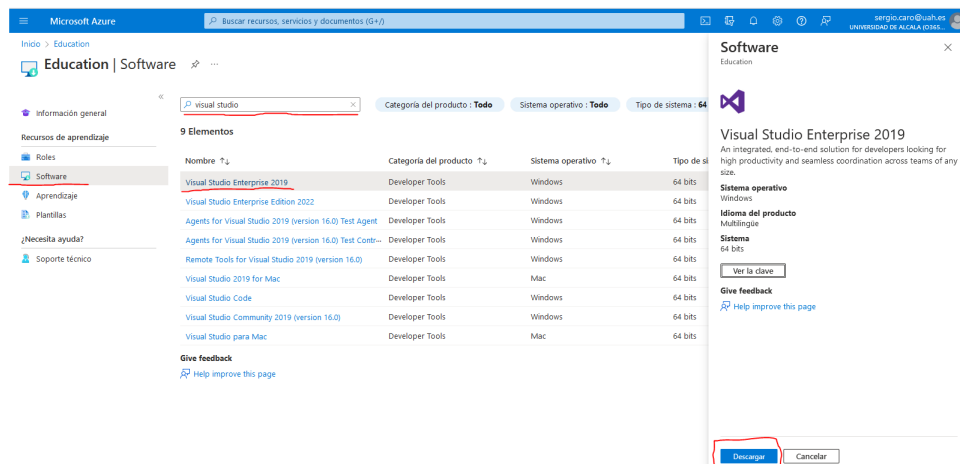 Microsoft Azure
Buscar recursos, servicios y documentos (G+/)
sergio.caro@uah.es
UNIVERSIDAD DE ALCALA (O365...
Inicio > Education
Education | Software
Información general
Recursos de aprendizaje
Roles
Software
Aprendizaje
Plantillas
¿Necesita ayuda?
Soporte técnico
visual studio
Categoría del producto : Todo
Sistema operativo : Todo
Tipo de sistema : 64
9 Elementos
Nombre ↑↓ Categoría del producto ↑↓ Sistema operativo ↑↓ Tipo de si
Visual Studio Enterprise 2019 Developer Tools Windows 64 bits
Visual Studio Enterprise Edition 2022 Developer Tools Windows 64 bits
Agents for Visual Studio 2019 (version 16.0) Test Agent Developer Tools Windows 64 bits
Agents for Visual Studio 2019 (version 16.0) Test Contr... Developer Tools Windows 64 bits
Remote Tools for Visual Studio 2019 (version 16.0) Developer Tools Windows 64 bits
Visual Studio 2019 for Mac Developer Tools Mac 64 bits
Visual Studio Code Developer Tools Windows 64 bits
Visual Studio Community 2019 (version 16.0) Developer Tools Windows 64 bits
Visual Studio para Mac Developer Tools Mac 64 bits
Give feedback
Help improve this page
Software
Education
Visual Studio Enterprise 2019
An integrated, end-to-end solution for developers looking for
high productivity and seamless coordination across teams of any
size.
Sistema operativo
Windows
Idioma del producto
Multilingüe
Sistema
64 bits
Ver la clave
Give feedback
Help improve this page
Descargar
Cancelar